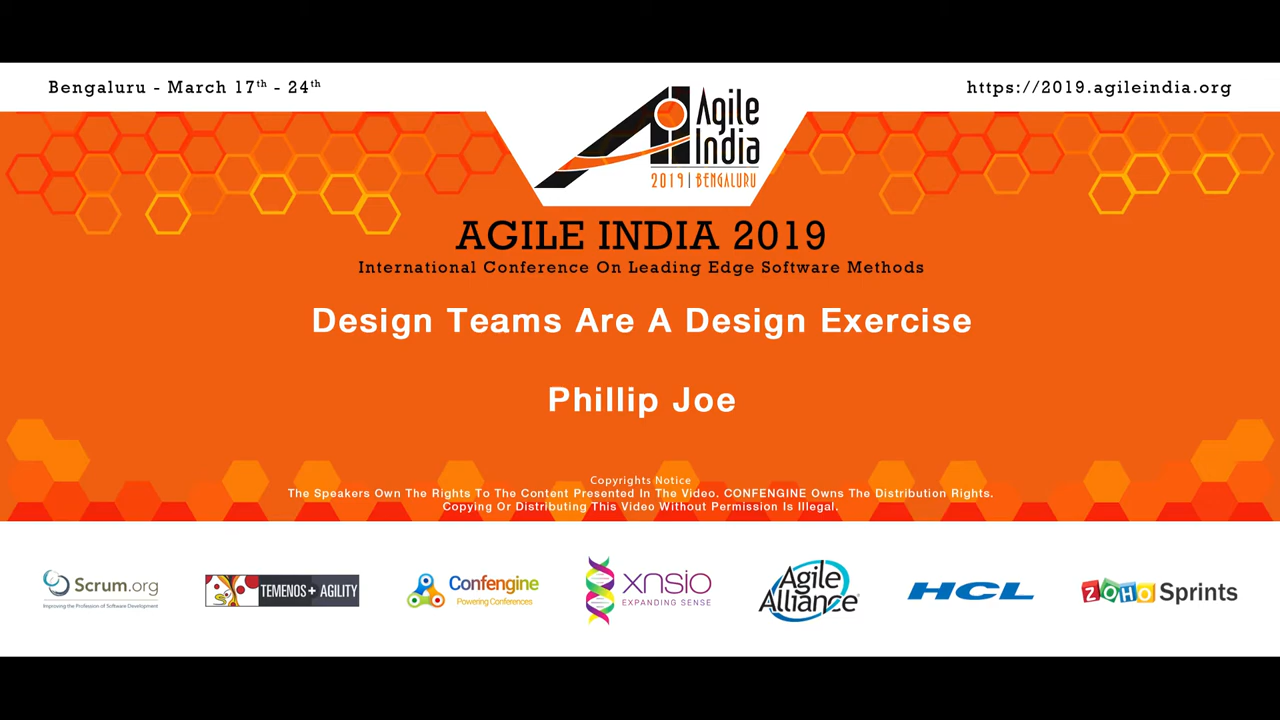 Bengaluru - March 17th - 24th
https://2019.agileindia.org
Agile
India
2019 | BENGALURU
AGILE INDIA 2019
International Conference On Leading Edge Software Methods
Design Teams Are A Design Exercise
Phillip Joe
Copyrights Notice
The Speakers Own The Rights To The Content Presented In The Video. CONFENGINE Owns The Distribution Rights.
Copying Or Distributing This Video Without Permission Is Illegal.
Scrum.org
Improving the Profession of Software Development
TEMENOS+AGILITY
Confengine
Powering Conferences
xnsio
EXPANDING SENSE
Agile
Alliance
HCL
ZOHO Sprints